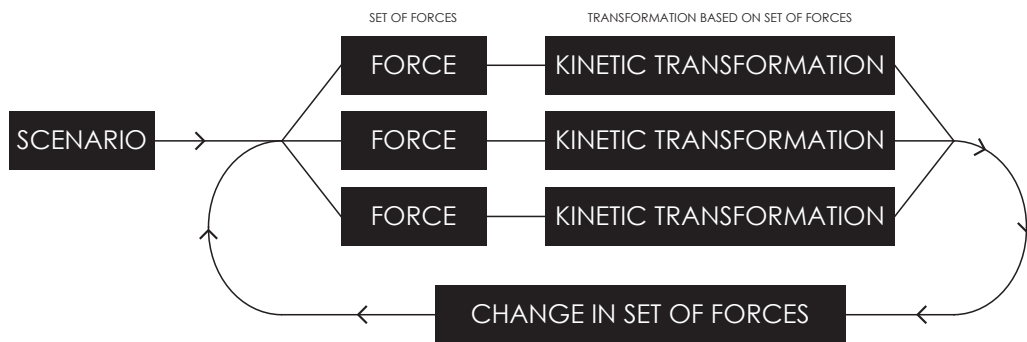 SET OF FORCES
TRANSFORMATION BASED ON SET OF FORCES
FORCE
KINETIC TRANSFORMATION
SCENARIO
FORCE
KINETIC TRANSFORMATION
FORCE
KINETIC TRANSFORMATION
CHANGE IN SET OF FORCES